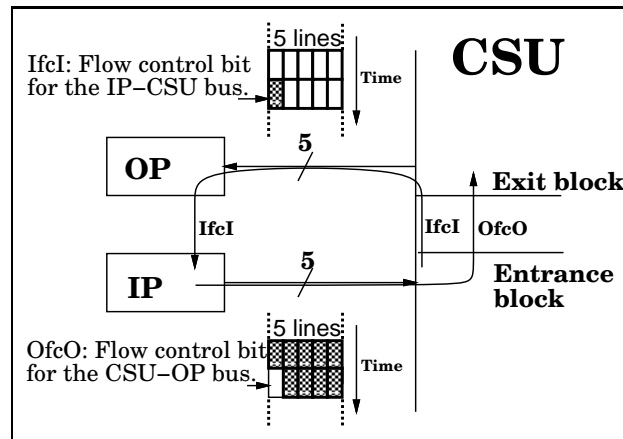 5 lines
IfcI: Flow control bit
for the IP−CSU bus.
Time
CSU
5
OP
Exit block
IfcI
IfcI
OfcO
5
IP
Entrance
block
5 lines
OfcO: Flow control bit
for the CSU−OP bus.
Time